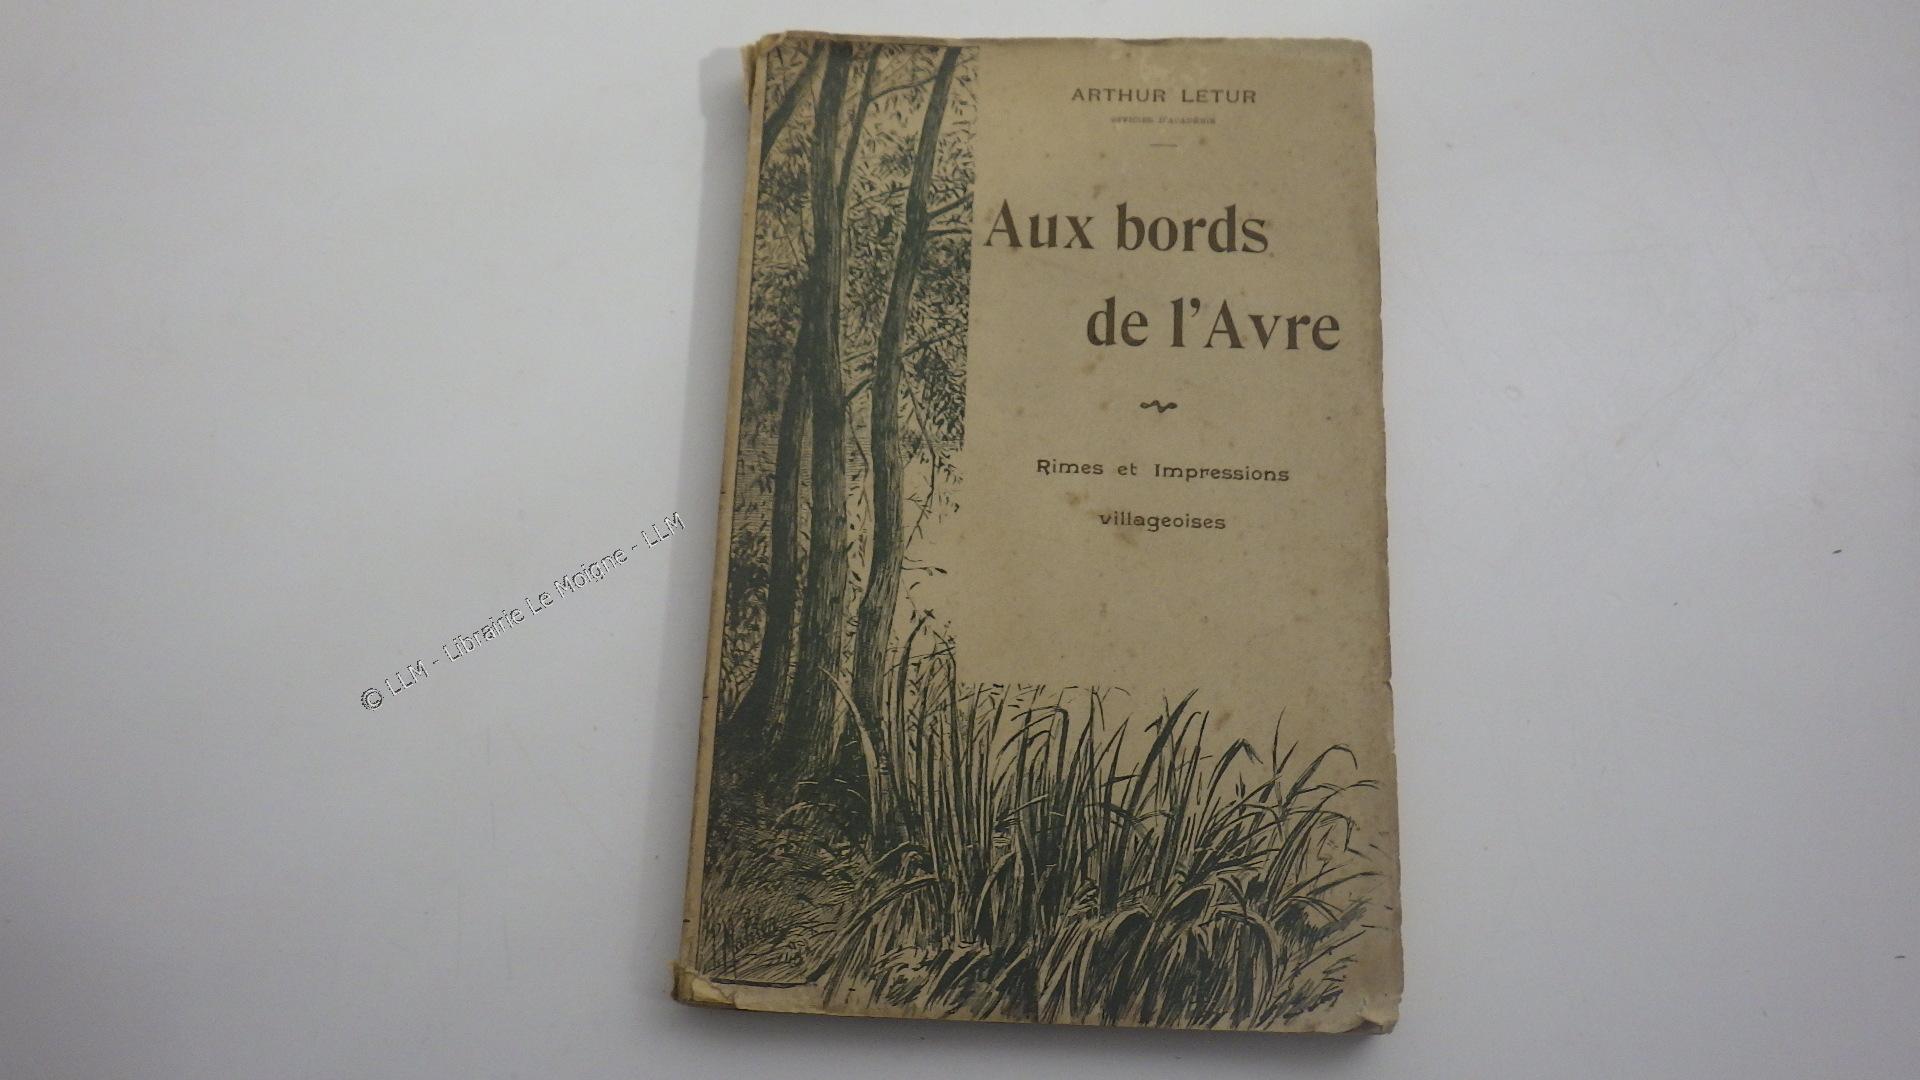 ARTHUR LETUR
OFFICIER D'ACADÉMIE
Aux bords
de l'Avre
Rimes et Impressions
villageoises
© LLM - Librairie Le Moigne - LLM